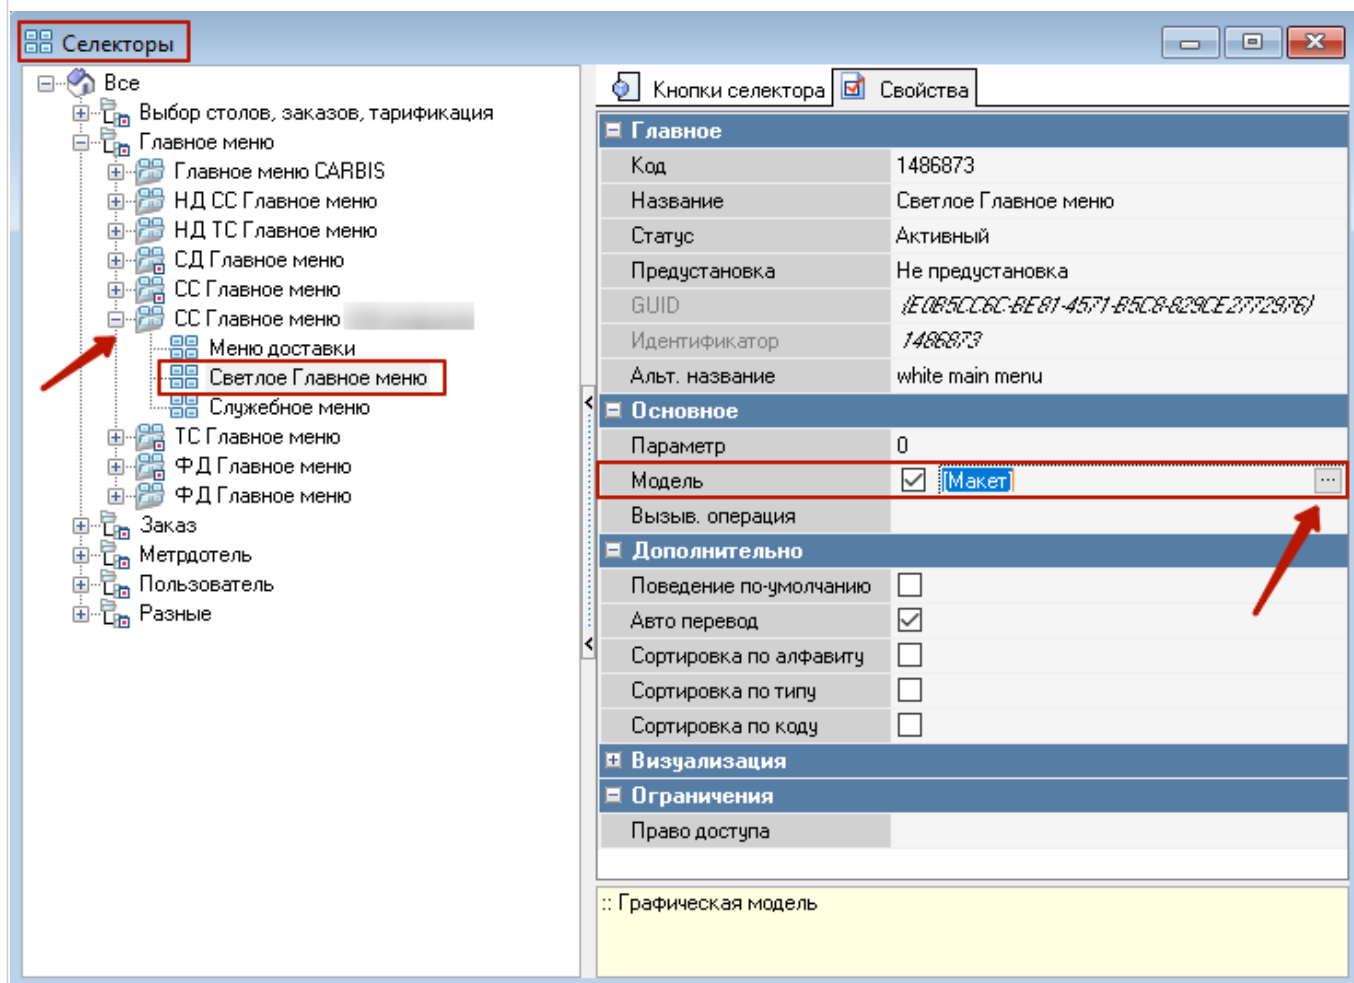 Селекторы
Все
Выбор столов, заказов, тарификация
Главное меню
Главное меню CARBIS
НД СС Главное меню
НД ТС Главное меню
СД Главное меню
СС Главное меню
СС Главное меню
Меню доставки
Светлое Главное меню
Служебное меню
ТС Главное меню
ФД Главное меню
ФД Главное меню
Заказ
Метрдотель
Пользователь
Разные
Кнопки селектора Свойства
Главное
Код 1486873
Название Светлое Главное меню
Статус Активный
Предустановка Не предустановка
GUID {E0B5CC6C-BE81-4571-B5C8-829CE2772976}
Идентификатор 1486873
Альт. название white main menu
Основное
Параметр 0
Модель [Макет] ...
Вызыв. операция
Дополнительно
Поведение по-умолчанию
Авто перевод
Сортировка по алфавиту
Сортировка по типу
Сортировка по коду
Визуализация
Ограничения
Право доступа
:: Графическая модель